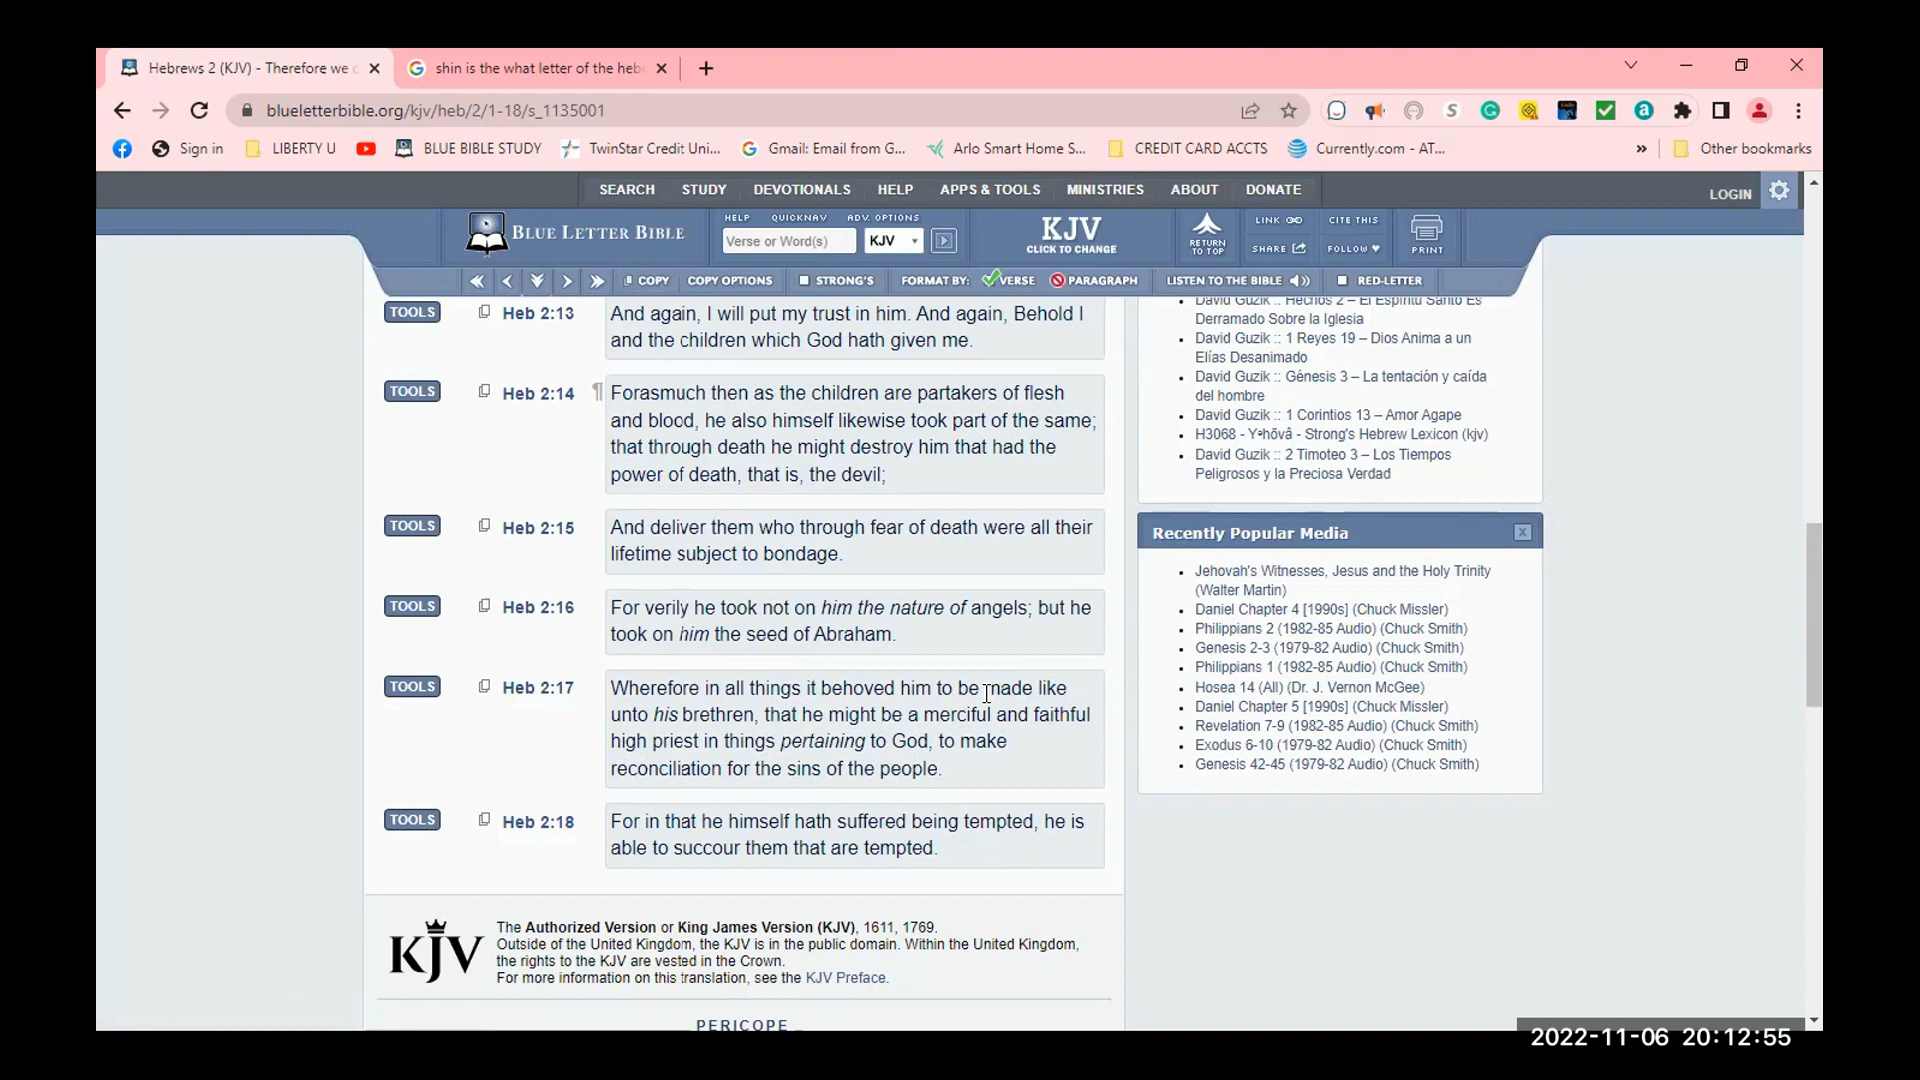 Hebrews 2 (KJV) - Therefore we c
shin is the what letter of the heb
blueletterbible.org/kjv/heb/2/1-18/s_1135001
Sign in
LIBERTY U
BLUE BIBLE STUDY
TwinStar Credit Uni...
Gmail: Email from G...
Arlo Smart Home S...
CREDIT CARD ACCTS
Currently.com - AT...
»
Other bookmarks
SEARCH STUDY DEVOTIONALS HELP APPS & TOOLS MINISTRIES ABOUT DONATE
LOGIN
BLUE LETTER BIBLE
HELP QUICKNAV ADV. OPTIONS
Verse or Word(s)
KJV
KJV
CLICK TO CHANGE
RETURN
TO TOP
LINK
CITE THIS
SHARE
FOLLOW
PRINT
COPY COPY OPTIONS STRONG'S FORMAT BY: VERSE PARAGRAPH LISTEN TO THE BIBLE RED-LETTER
TOOLS Heb 2:13 And again, I will put my trust in him. And again, Behold I
and the children which God hath given me.
TOOLS Heb 2:14 ¶ Forasmuch then as the children are partakers of flesh
and blood, he also himself likewise took part of the same;
that through death he might destroy him that had the
power of death, that is, the devil;
TOOLS Heb 2:15 And deliver them who through fear of death were all their
lifetime subject to bondage.
TOOLS Heb 2:16 For verily he took not on him the nature of angels; but he
took on him the seed of Abraham.
TOOLS Heb 2:17 Wherefore in all things it behoved him to be made like
unto his brethren, that he might be a merciful and faithful
high priest in things pertaining to God, to make
reconciliation for the sins of the people.
TOOLS Heb 2:18 For in that he himself hath suffered being tempted, he is
able to succour them that are tempted.
KJV
The Authorized Version or King James Version (KJV), 1611, 1769.
Outside of the United Kingdom, the KJV is in the public domain. Within the United Kingdom,
the rights to the KJV are vested in the Crown.
For more information on this translation, see the KJV Preface.
PERICOPE
David Guzik :: Hechos 2 – El Espíritu Santo Es
Derramado Sobre la Iglesia
David Guzik :: 1 Reyes 19 – Dios Anima a un
Elías Desanimado
David Guzik :: Génesis 3 – La tentación y caída
del hombre
David Guzik :: 1 Corintios 13 – Amor Agape
H3068 - Yᵊhōvâ - Strong's Hebrew Lexicon (kjv)
David Guzik :: 2 Timoteo 3 – Los Tiempos
Peligrosos y la Preciosa Verdad
Recently Popular Media
Jehovah's Witnesses, Jesus and the Holy Trinity
(Walter Martin)
Daniel Chapter 4 [1990s] (Chuck Missler)
Philippians 2 (1982-85 Audio) (Chuck Smith)
Genesis 2-3 (1979-82 Audio) (Chuck Smith)
Philippians 1 (1982-85 Audio) (Chuck Smith)
Hosea 14 (All) (Dr. J. Vernon McGee)
Daniel Chapter 5 [1990s] (Chuck Missler)
Revelation 7-9 (1982-85 Audio) (Chuck Smith)
Exodus 6-10 (1979-82 Audio) (Chuck Smith)
Genesis 42-45 (1979-82 Audio) (Chuck Smith)
2022-11-06 20:12:55